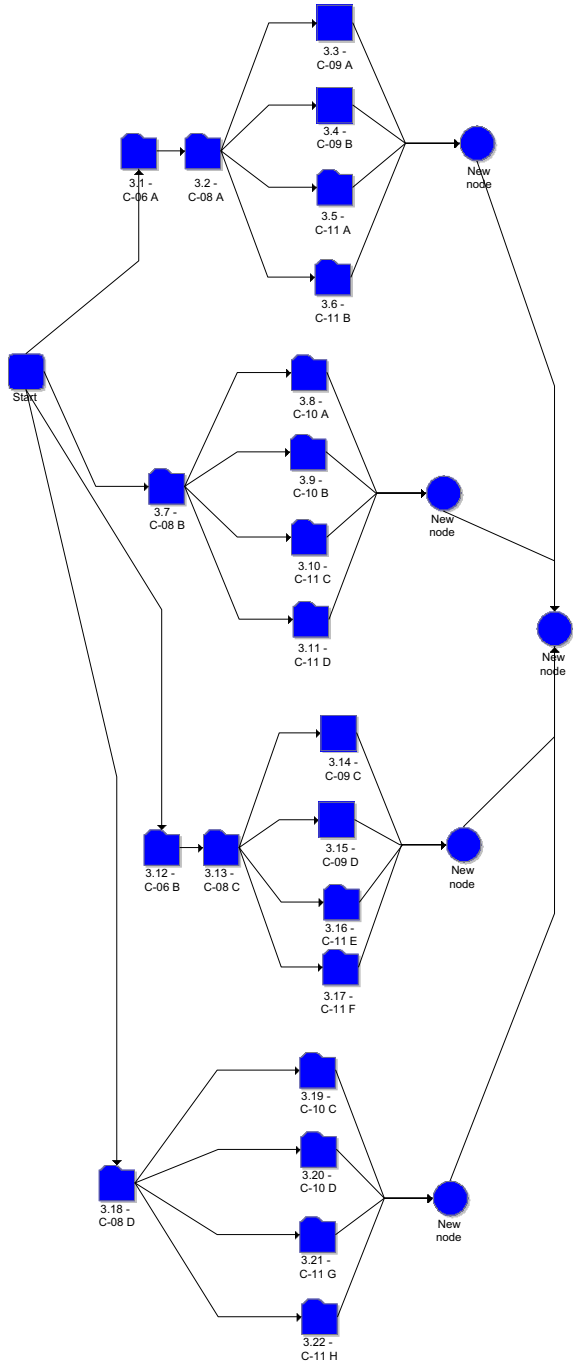 3.3 -
C-09 A
3.4 -
C-09 B
3.1 -
C-06 A
3.2 -
C-08 A
New
node
3.5 -
C-11 A
3.6 -
C-11 B
Start
3.8 -
C-10 A
3.9 -
C-10 B
3.7 -
C-08 B
New
node
3.10 -
C-11 C
3.11 -
C-11 D
New
node
3.14 -
C-09 C
3.15 -
C-09 D
3.12 -
C-06 B
3.13 -
C-08 C
New
node
3.16 -
C-11 E
3.17 -
C-11 F
3.19 -
C-10 C
3.20 -
C-10 D
3.18 -
C-08 D
New
node
3.21 -
C-11 G
3.22 -
C-11 H